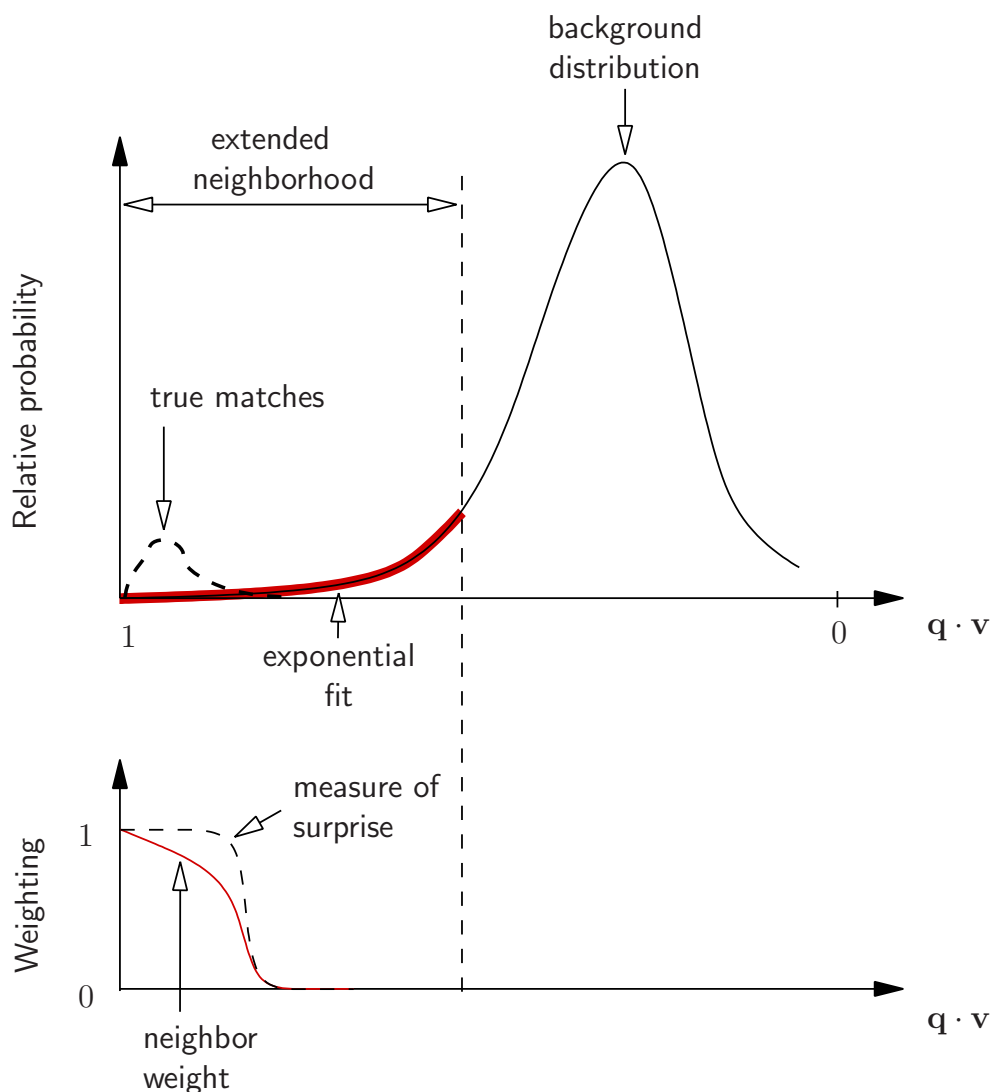 background
distribution
extended
neighborhood
Relative probability
true matches
1
0
q · v
exponential
fit
measure of
surprise
1
Weighting
0
q · v
neighbor
weight